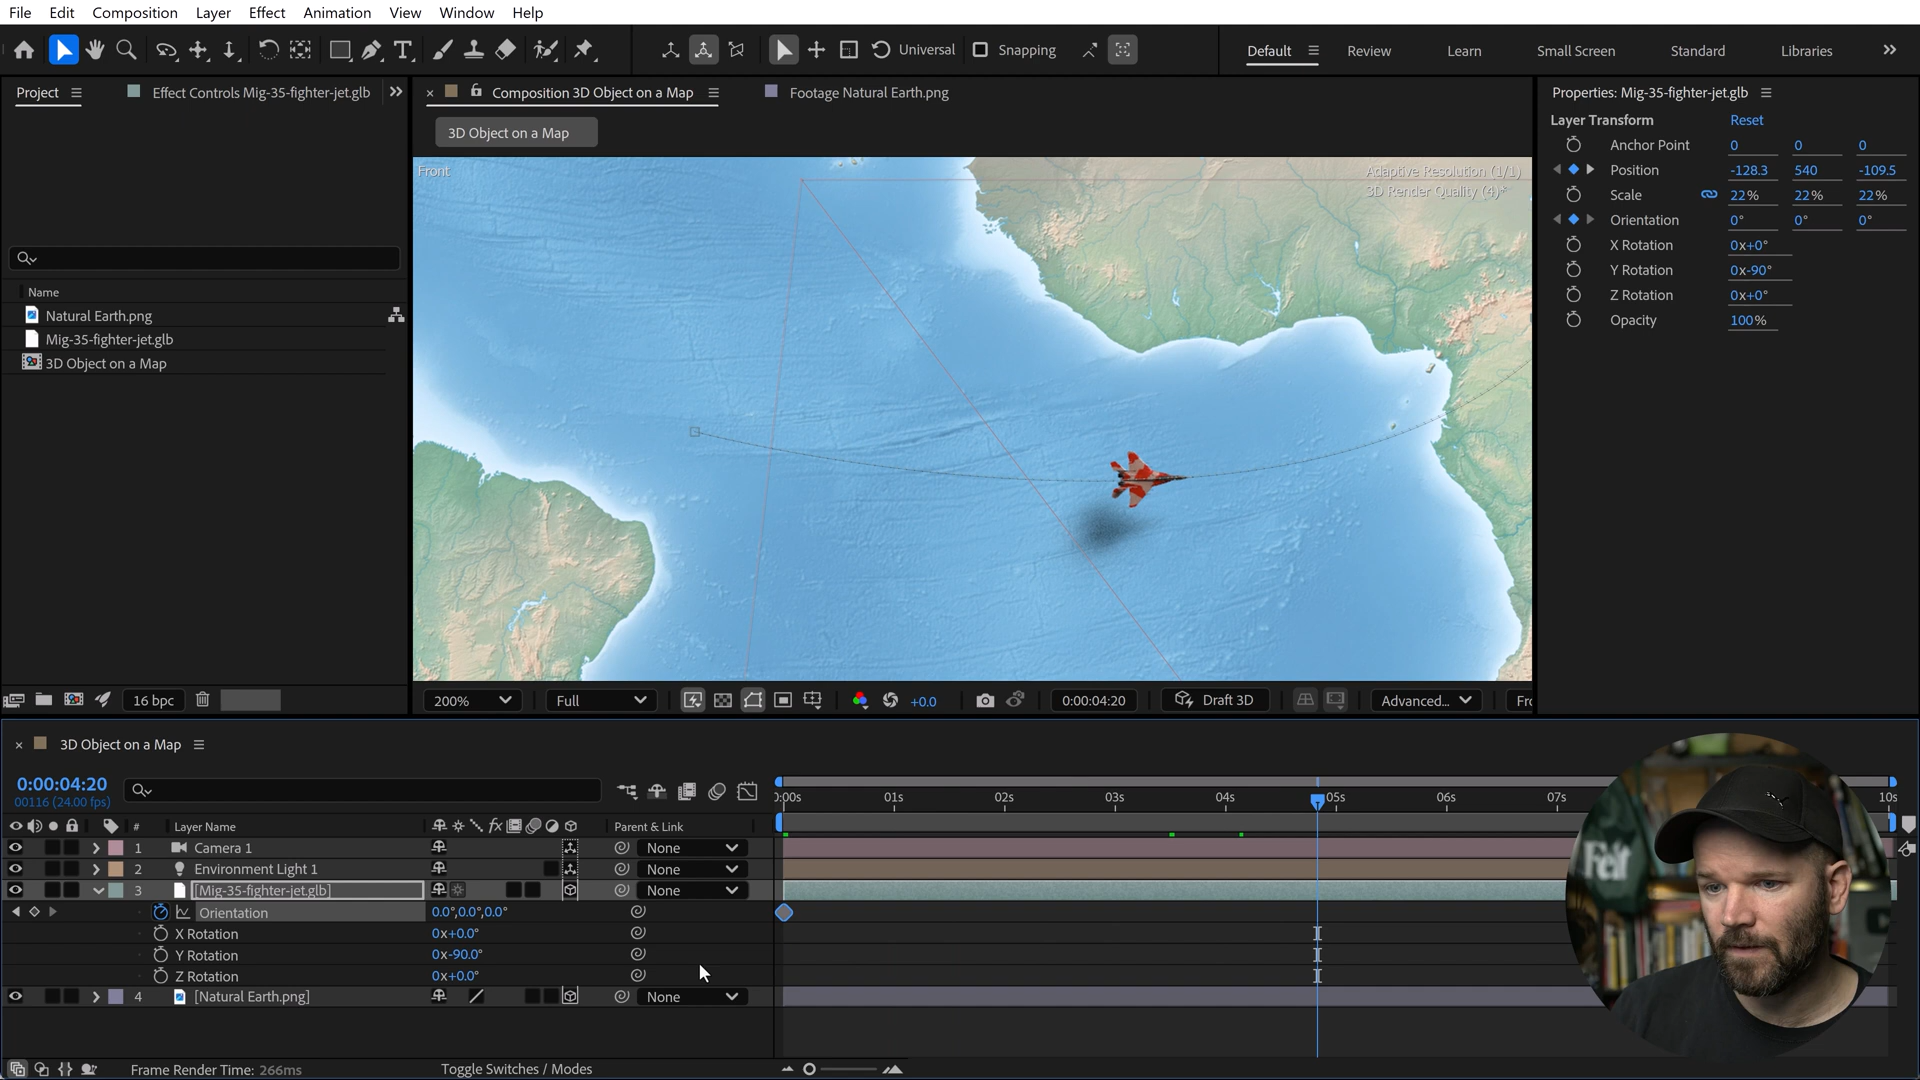 File Edit Composition Layer Effect Animation View Window Help
Universal Snapping Default Review Learn Small Screen Standard Libraries
Project Effect Controls Mig-35-fighter-jet.glb
Composition 3D Object on a Map Footage Natural Earth.png
Properties: Mig-35-fighter-jet.glb
3D Object on a Map
Front
Adaptive Resolution (1/1)
3D Render Quality (4)*
Layer Transform Reset
Anchor Point 0 0 0
Position -128.3 540 -109.5
Scale 22% 22% 22%
Orientation 0° 0° 0°
X Rotation 0x+0°
Y Rotation 0x-90°
Z Rotation 0x+0°
Opacity 100%
Name
Natural Earth.png
Mig-35-fighter-jet.glb
3D Object on a Map
16 bpc
200% Full +0.0 0:00:04:20 Draft 3D Advanced... Fro
3D Object on a Map
0:00:04:20
00116 (24.00 fps)
0:00s 01s 02s 03s 04s 05s 06s 07s 10s
# Layer Name fx Parent & Link
1 Camera 1 None
2 Environment Light 1 None
3 [Mig-35-fighter-jet.glb] None
Orientation 0.0°,0.0°,0.0°
X Rotation 0x+0.0°
Y Rotation 0x-90.0°
Z Rotation 0x+0.0°
4 [Natural Earth.png] None
Frame Render Time: 266ms Toggle Switches / Modes
Felt